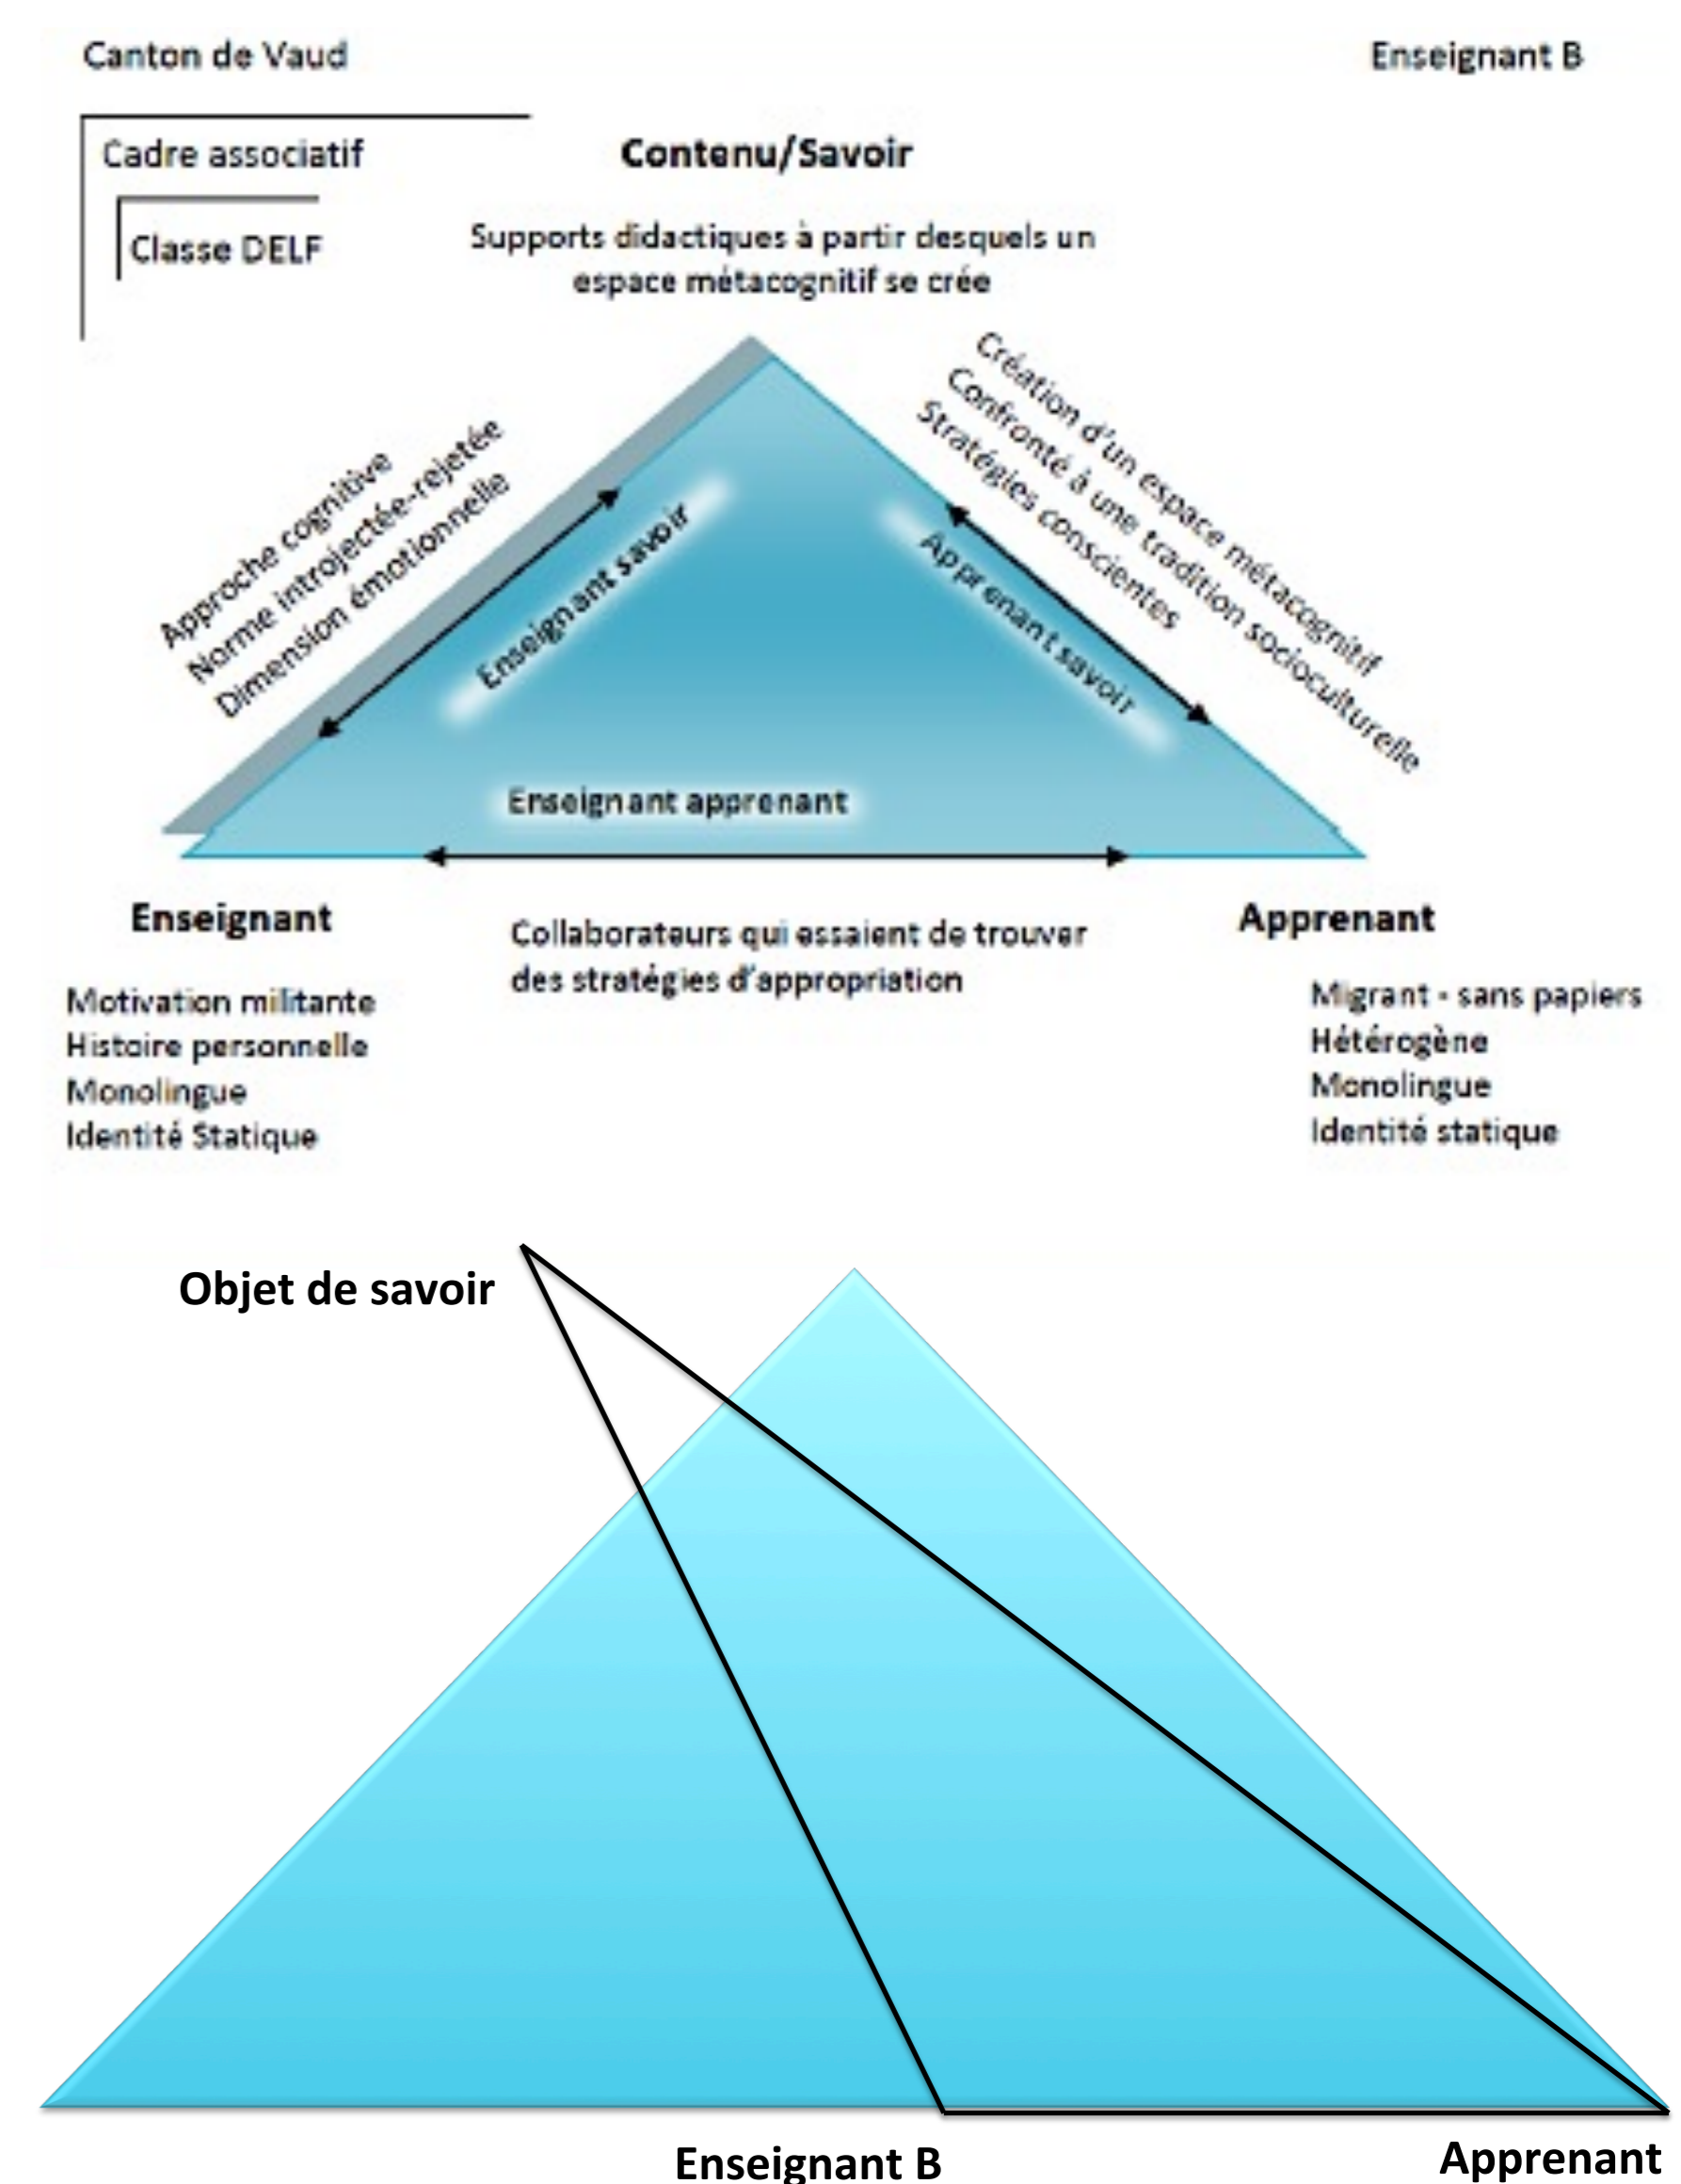 Canton de Vaud
Enseignant B
Cadre associatif
Classe DELF
Contenu/Savoir
Supports didactiques à partir desquels un
espace métacognitif se crée
Approche cognitive
Norme introjectée-rejetée
Dimension émotionnelle
Enseignant savoir
Création d'un espace métacognitif
Confronté à une tradition socioculturelle
Stratégies conscientes
Apprenant savoir
Enseignant apprenant
Enseignant
Collaborateurs qui essaient de trouver
des stratégies d'appropriation
Apprenant
Motivation militante
Histoire personnelle
Monolingue
Identité Statique
Migrant - sans papiers
Hétérogène
Monolingue
Identité statique
Objet de savoir
Enseignant B
Apprenant